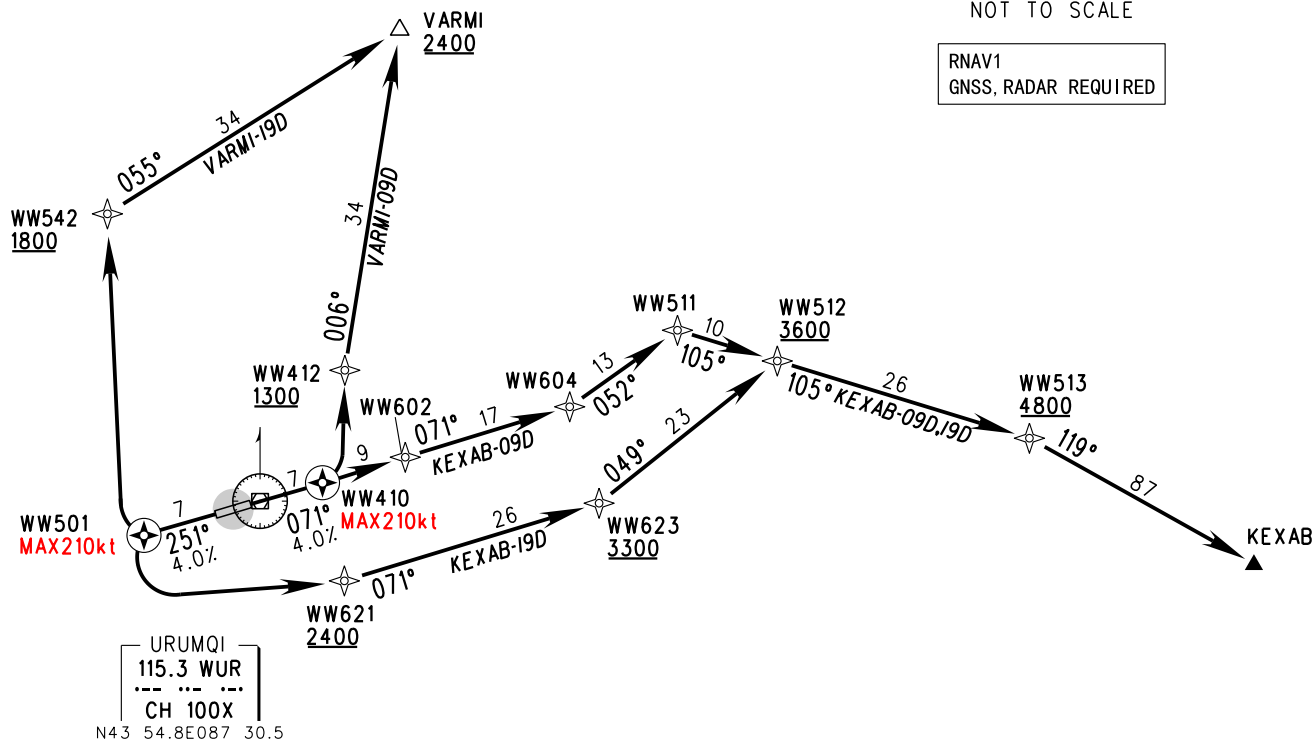 NOT TO SCALE
RNAV1
GNSS, RADAR REQUIRED
VARMI
2400
34
VARMI-19D
055°
WW542
1800
34
VARMI-09D
006°
WW412
1300
WW511
10
105°
WW512
3600
13
052°
WW604
WW602
071°
17
KEXAB-09D
26
105° KEXAB-09D,19D
WW513
4800
119°
87
KEXAB
23
049°
WW623
3300
9
7
WW410
MAX210kt
071°
4.0%
7
251°
4.0%
WW501
MAX210kt
26
KEXAB-19D
071°
WW621
2400
URUMQI
115.3 WUR
·-- ··- ·-·
CH 100X
N43 54.8E087 30.5